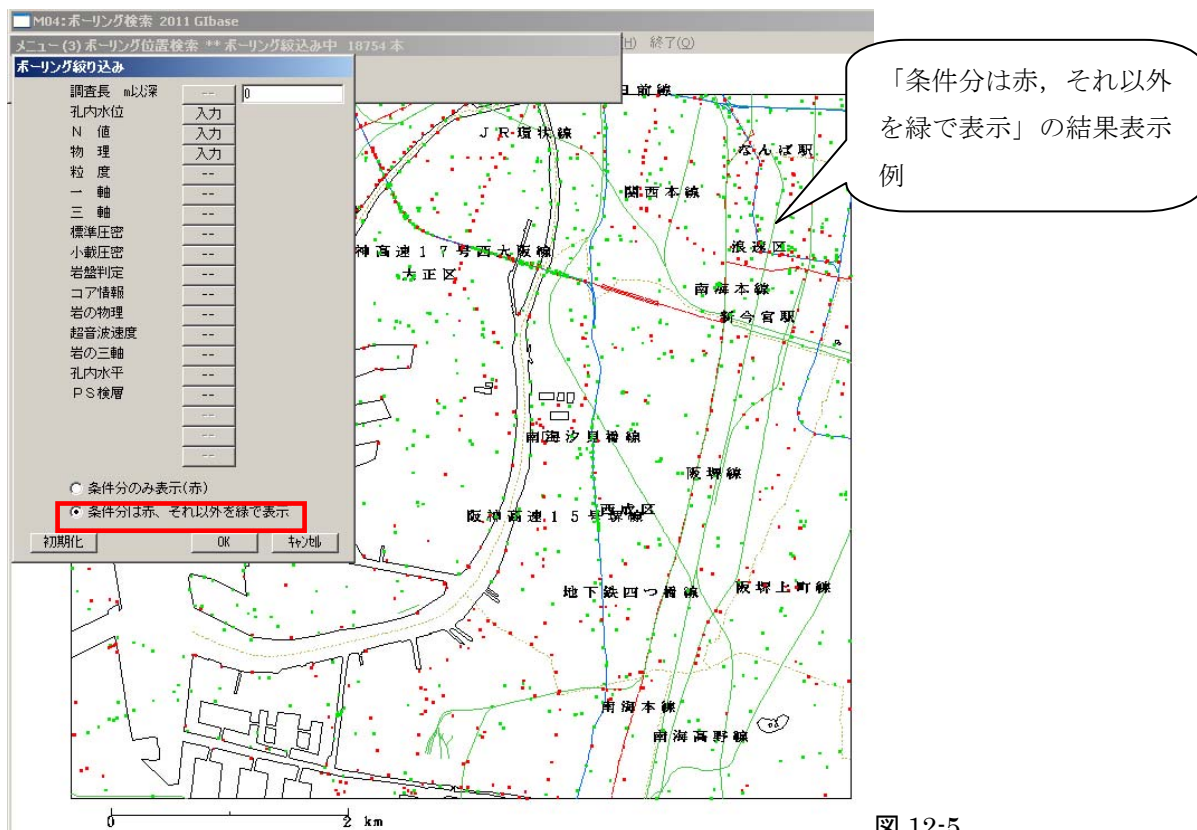 M04:ボーリング検索 2011 GIbase
メニュー (3) ボーリング位置検索 ** ボーリング絞込み中 18754 本
(H) 終了(Q)
ボーリング絞り込み
調査長 m以深 -- 0
孔内水位 入力
N 値 入力
物 理 入力
粒 度 --
一 軸 --
三 軸 --
標準圧密 --
小載圧密 --
岩盤判定 --
コア情報 --
岩の物理 --
超音波速度 --
岩の三軸 --
孔内水平 --
PS検層 --
--
--
--
条件分のみ表示(赤)
条件分は赤、それ以外を緑で表示
初期化 OK キャンセル
「条件分は赤，それ以外
を緑で表示」の結果表示
例
日前線
JR環状線
なんば駅
関西本線
浪速区
神高速17号西大阪線
大正区
南海本線
新今宮駅
南海汐見橋線
阪堺線
西成区
阪神高速15号堺線
地下鉄四つ橋線
阪堺上町線
南海本線
南海高野線
0 2 km
図 12-5